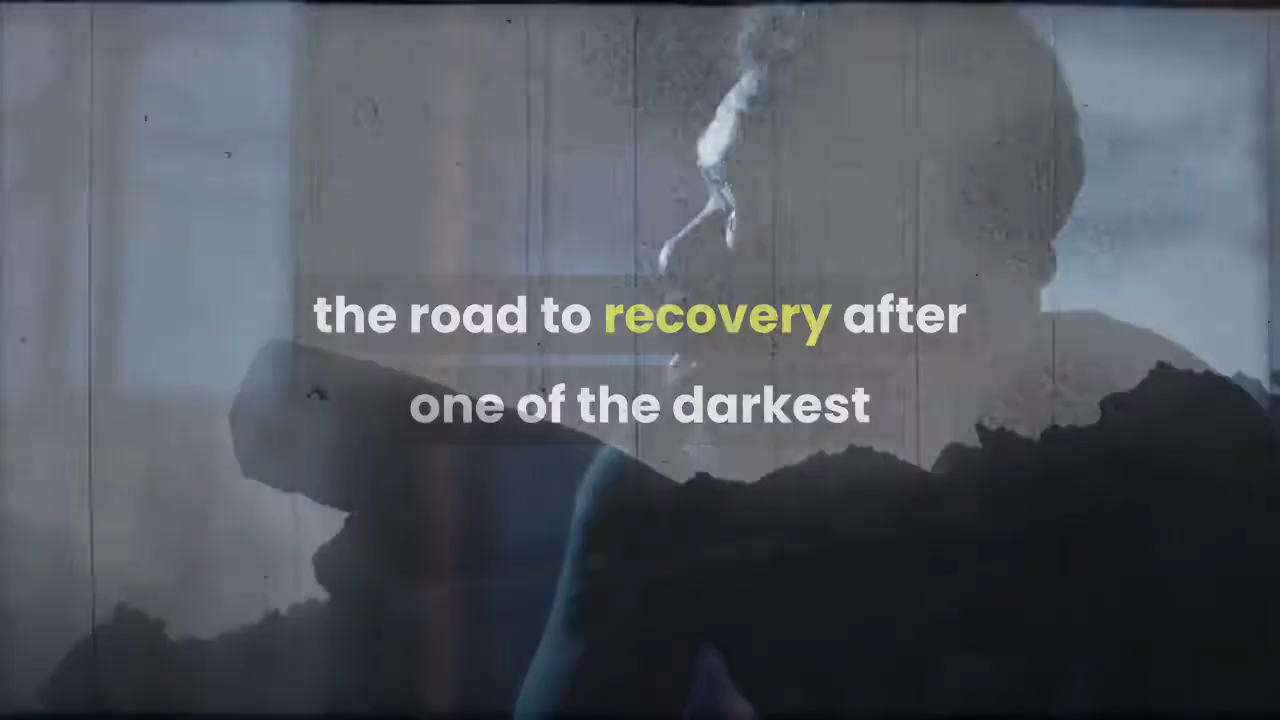 the road to recovery after
one of the darkest